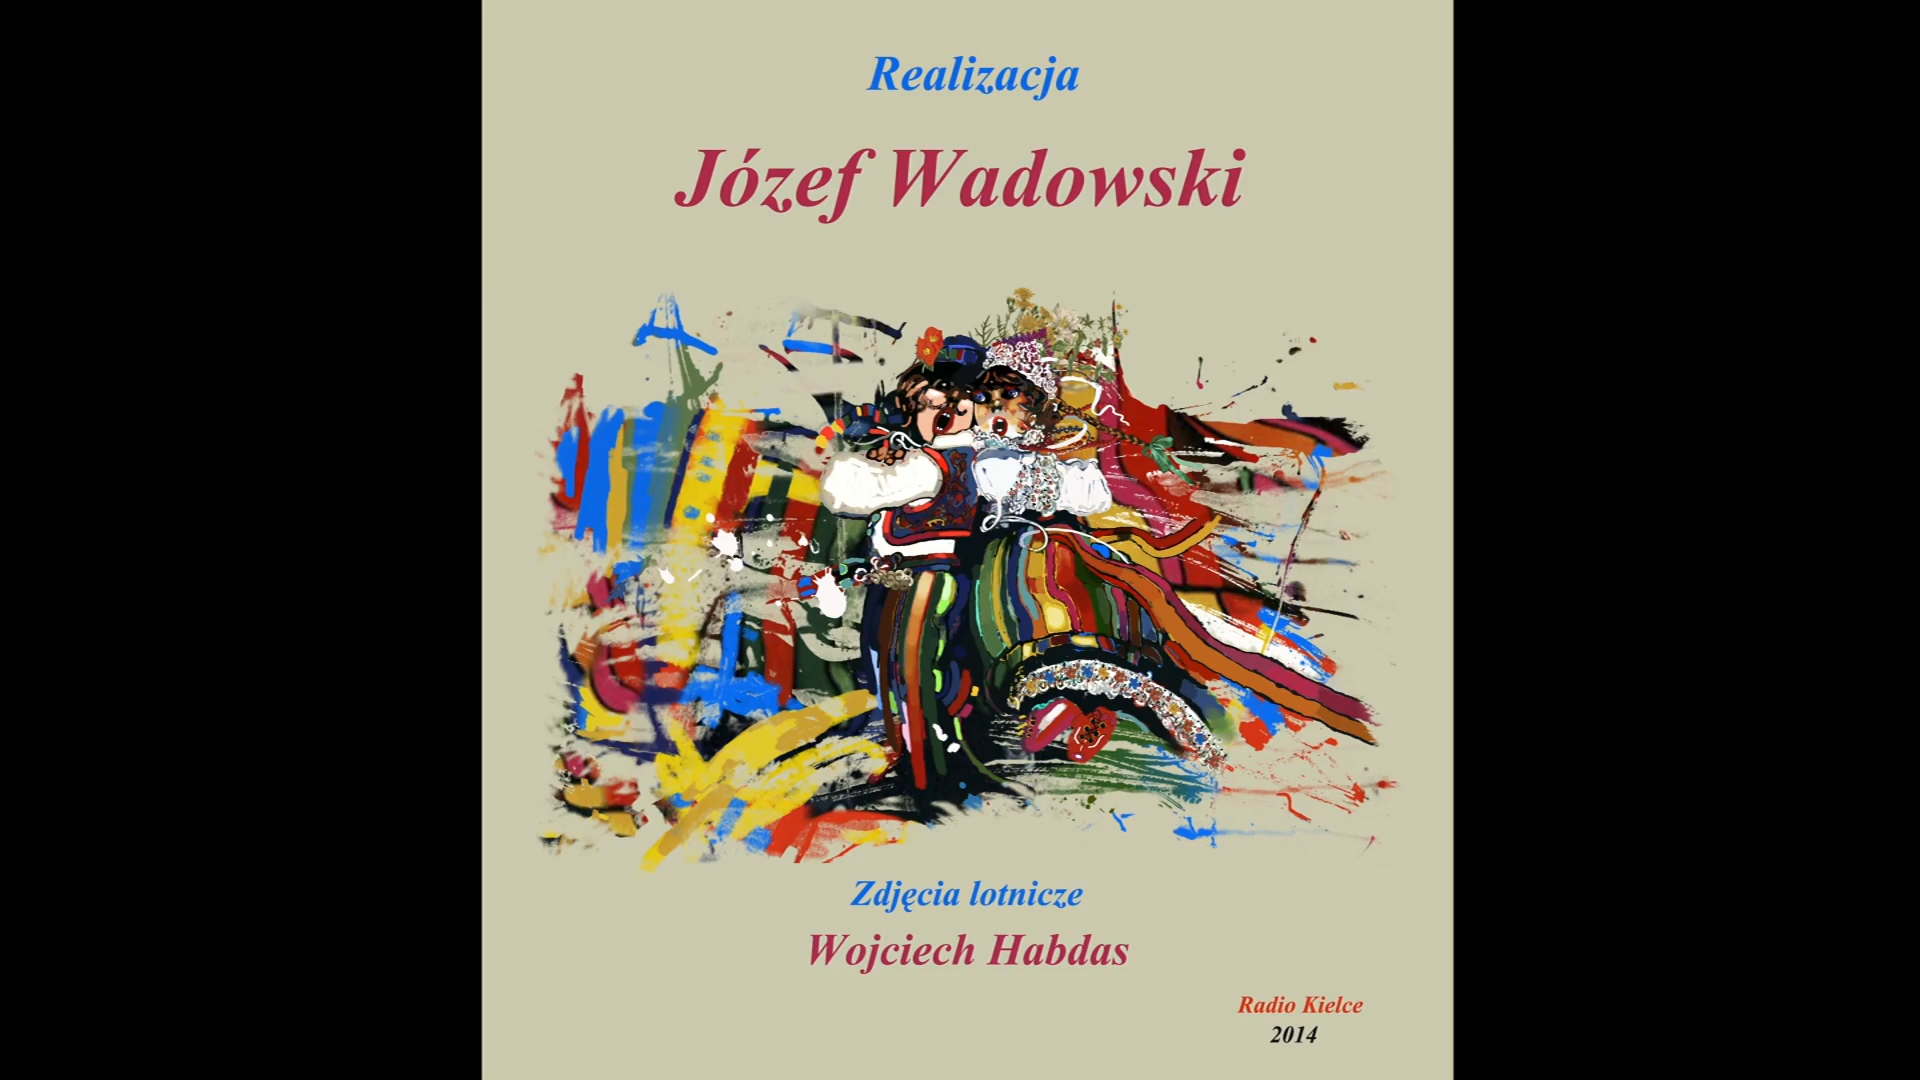 Realizacja
Józef Wadowski
Zdjęcia lotnicze
Wojciech Habdas
Radio Kielce
2014